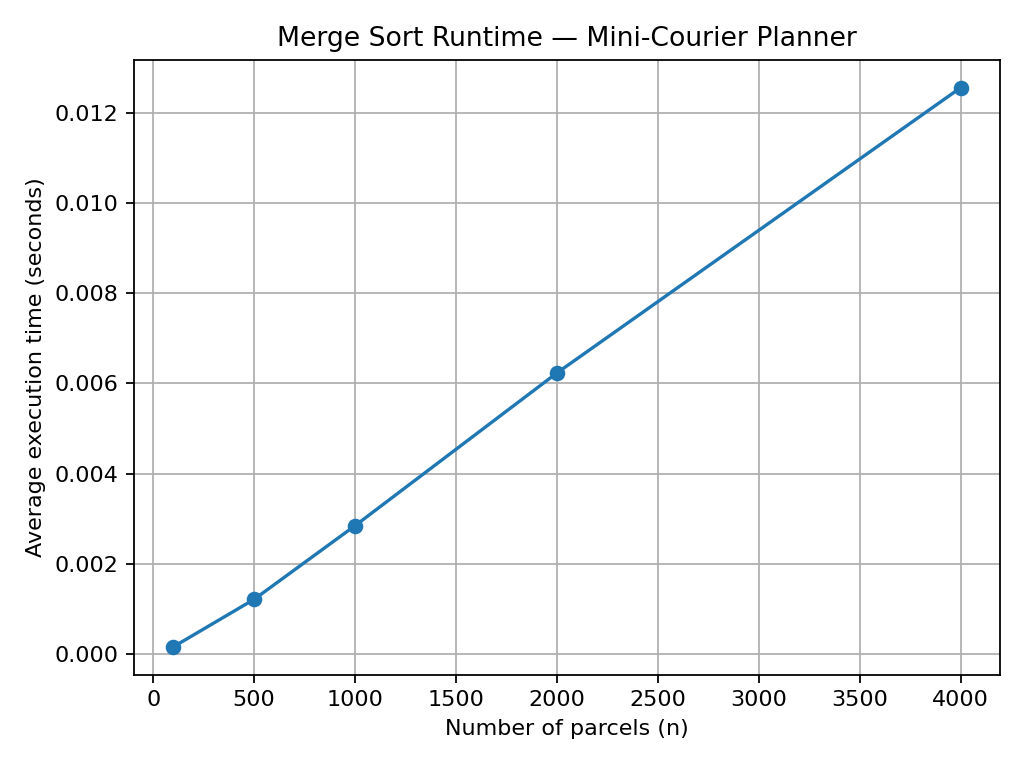 Merge Sort Runtime — Mini-Courier Planner
Average execution time (seconds)
0.012
0.010
0.008
0.006
0.004
0.002
0.000
0 500 1000 1500 2000 2500 3000 3500 4000
Number of parcels (n)